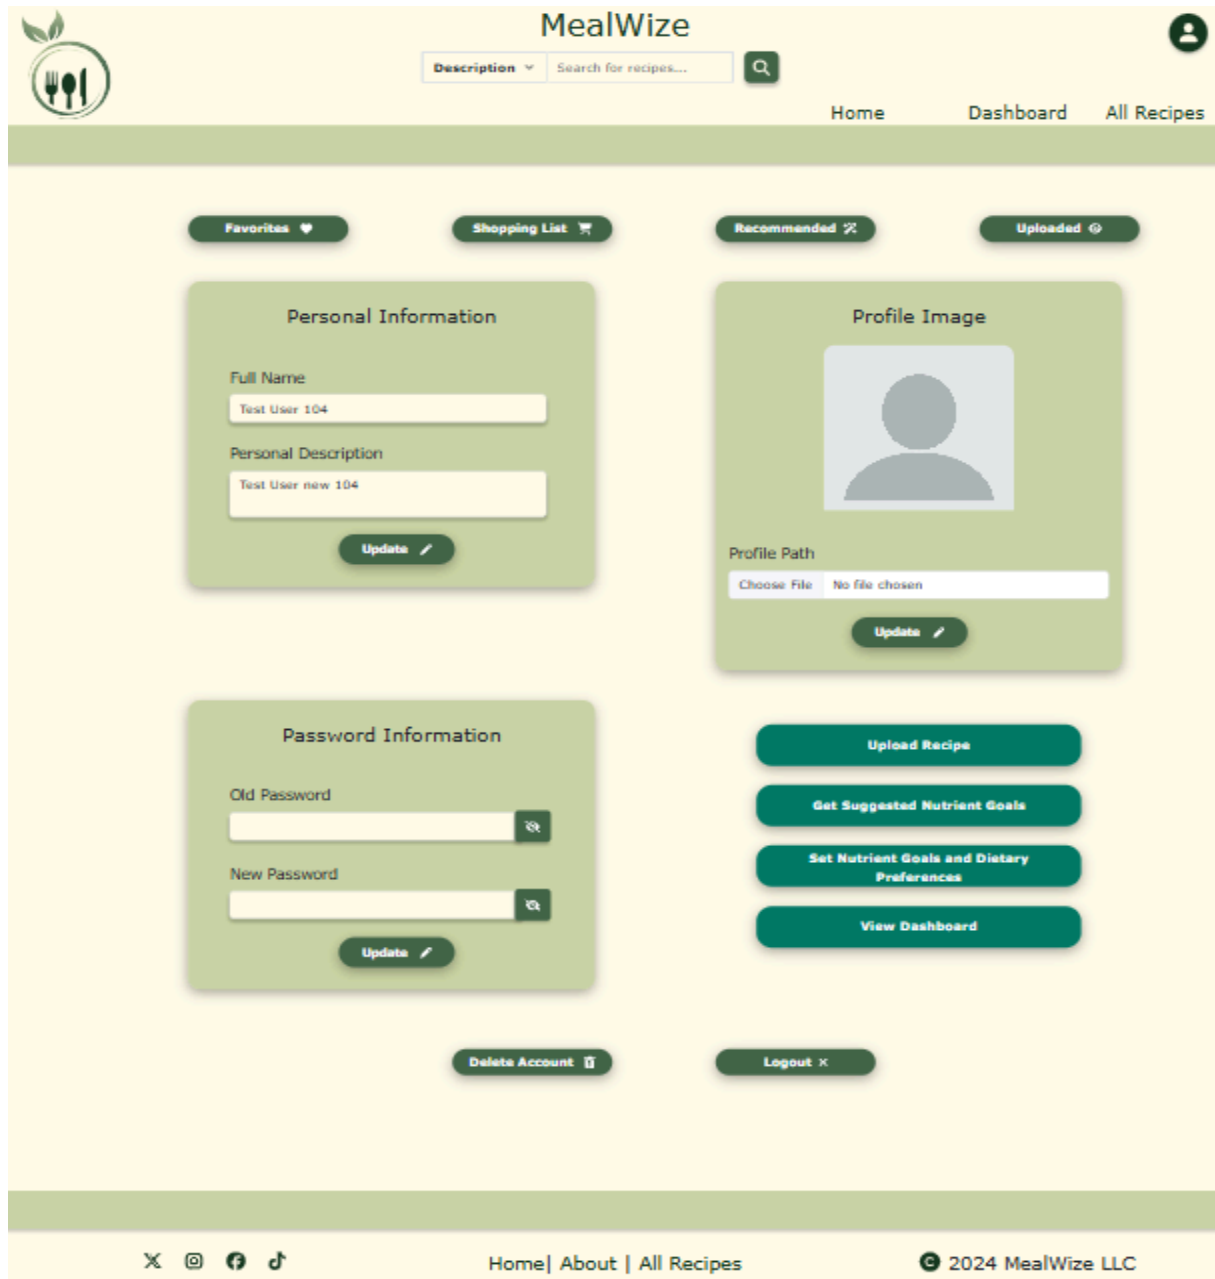 MealWize
Description Search for recipes...
Home Dashboard All Recipes
Favorites Shopping List Recommended Uploaded
Personal Information
Full Name
Test User 104
Personal Description
Test User new 104
Update
Profile Image
Profile Path
Choose File No file chosen
Update
Password Information
Old Password
New Password
Update
Upload Recipe
Get Suggested Nutrient Goals
Set Nutrient Goals and Dietary
Preferences
View Dashboard
Delete Account Logout
Home| About | All Recipes
2024 MealWize LLC